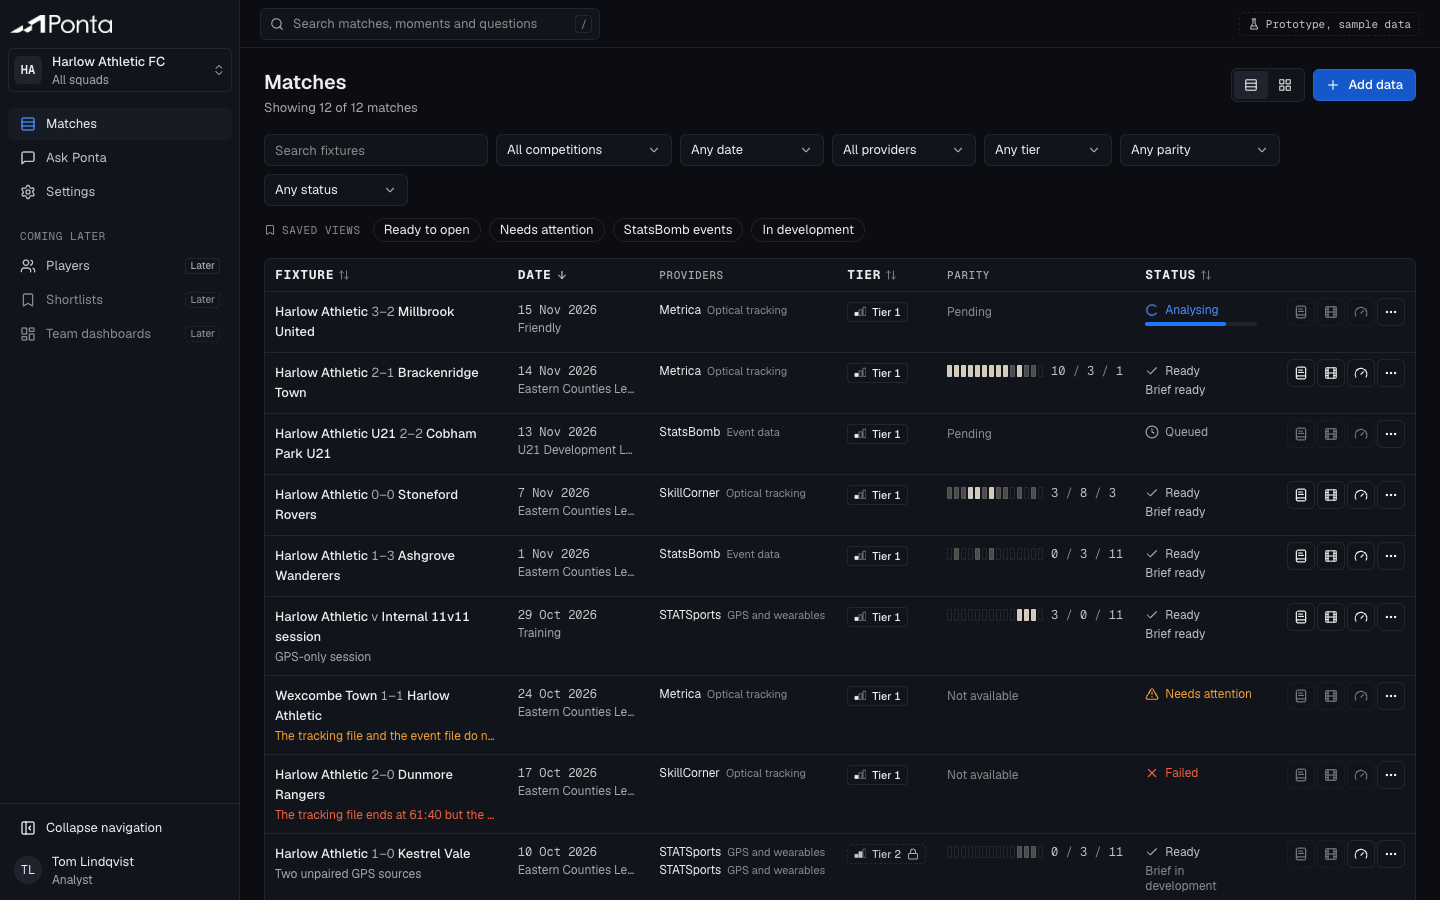 Ponta
Search matches, moments and questions
/
Prototype, sample data
HA
Harlow Athletic FC
All squads
Matches
Ask Ponta
Settings
COMING LATER
Players
Later
Shortlists
Later
Team dashboards
Later
Collapse navigation
TL
Tom Lindqvist
Analyst
Matches
Showing 12 of 12 matches
Add data
Search fixtures
All competitions
Any date
All providers
Any tier
Any parity
Any status
SAVED VIEWS
Ready to open
Needs attention
StatsBomb events
In development
FIXTURE DATE PROVIDERS TIER PARITY STATUS
Harlow Athletic 3–2 Millbrook United
15 Nov 2026
Friendly
Metrica Optical tracking
Tier 1
Pending
Analysing
Harlow Athletic 2–1 Brackenridge Town
14 Nov 2026
Eastern Counties Le…
Metrica Optical tracking
Tier 1
10 / 3 / 1
Ready
Brief ready
Harlow Athletic U21 2–2 Cobham Park U21
13 Nov 2026
U21 Development L…
StatsBomb Event data
Tier 1
Pending
Queued
Harlow Athletic 0–0 Stoneford Rovers
7 Nov 2026
Eastern Counties Le…
SkillCorner Optical tracking
Tier 1
3 / 8 / 3
Ready
Brief ready
Harlow Athletic 1–3 Ashgrove Wanderers
1 Nov 2026
Eastern Counties Le…
StatsBomb Event data
Tier 1
0 / 3 / 11
Ready
Brief ready
Harlow Athletic v Internal 11v11 session
GPS-only session
29 Oct 2026
Training
STATSports GPS and wearables
Tier 1
3 / 0 / 11
Ready
Brief ready
Wexcombe Town 1–1 Harlow Athletic
The tracking file and the event file do n…
24 Oct 2026
Eastern Counties Le…
Metrica Optical tracking
Tier 1
Not available
Needs attention
Harlow Athletic 2–0 Dunmore Rangers
The tracking file ends at 61:40 but the …
17 Oct 2026
Eastern Counties Le…
SkillCorner Optical tracking
Tier 1
Not available
Failed
Harlow Athletic 1–0 Kestrel Vale
Two unpaired GPS sources
10 Oct 2026
Eastern Counties Le…
STATSports GPS and wearables
STATSports GPS and wearables
Tier 2
0 / 3 / 11
Ready
Brief in development